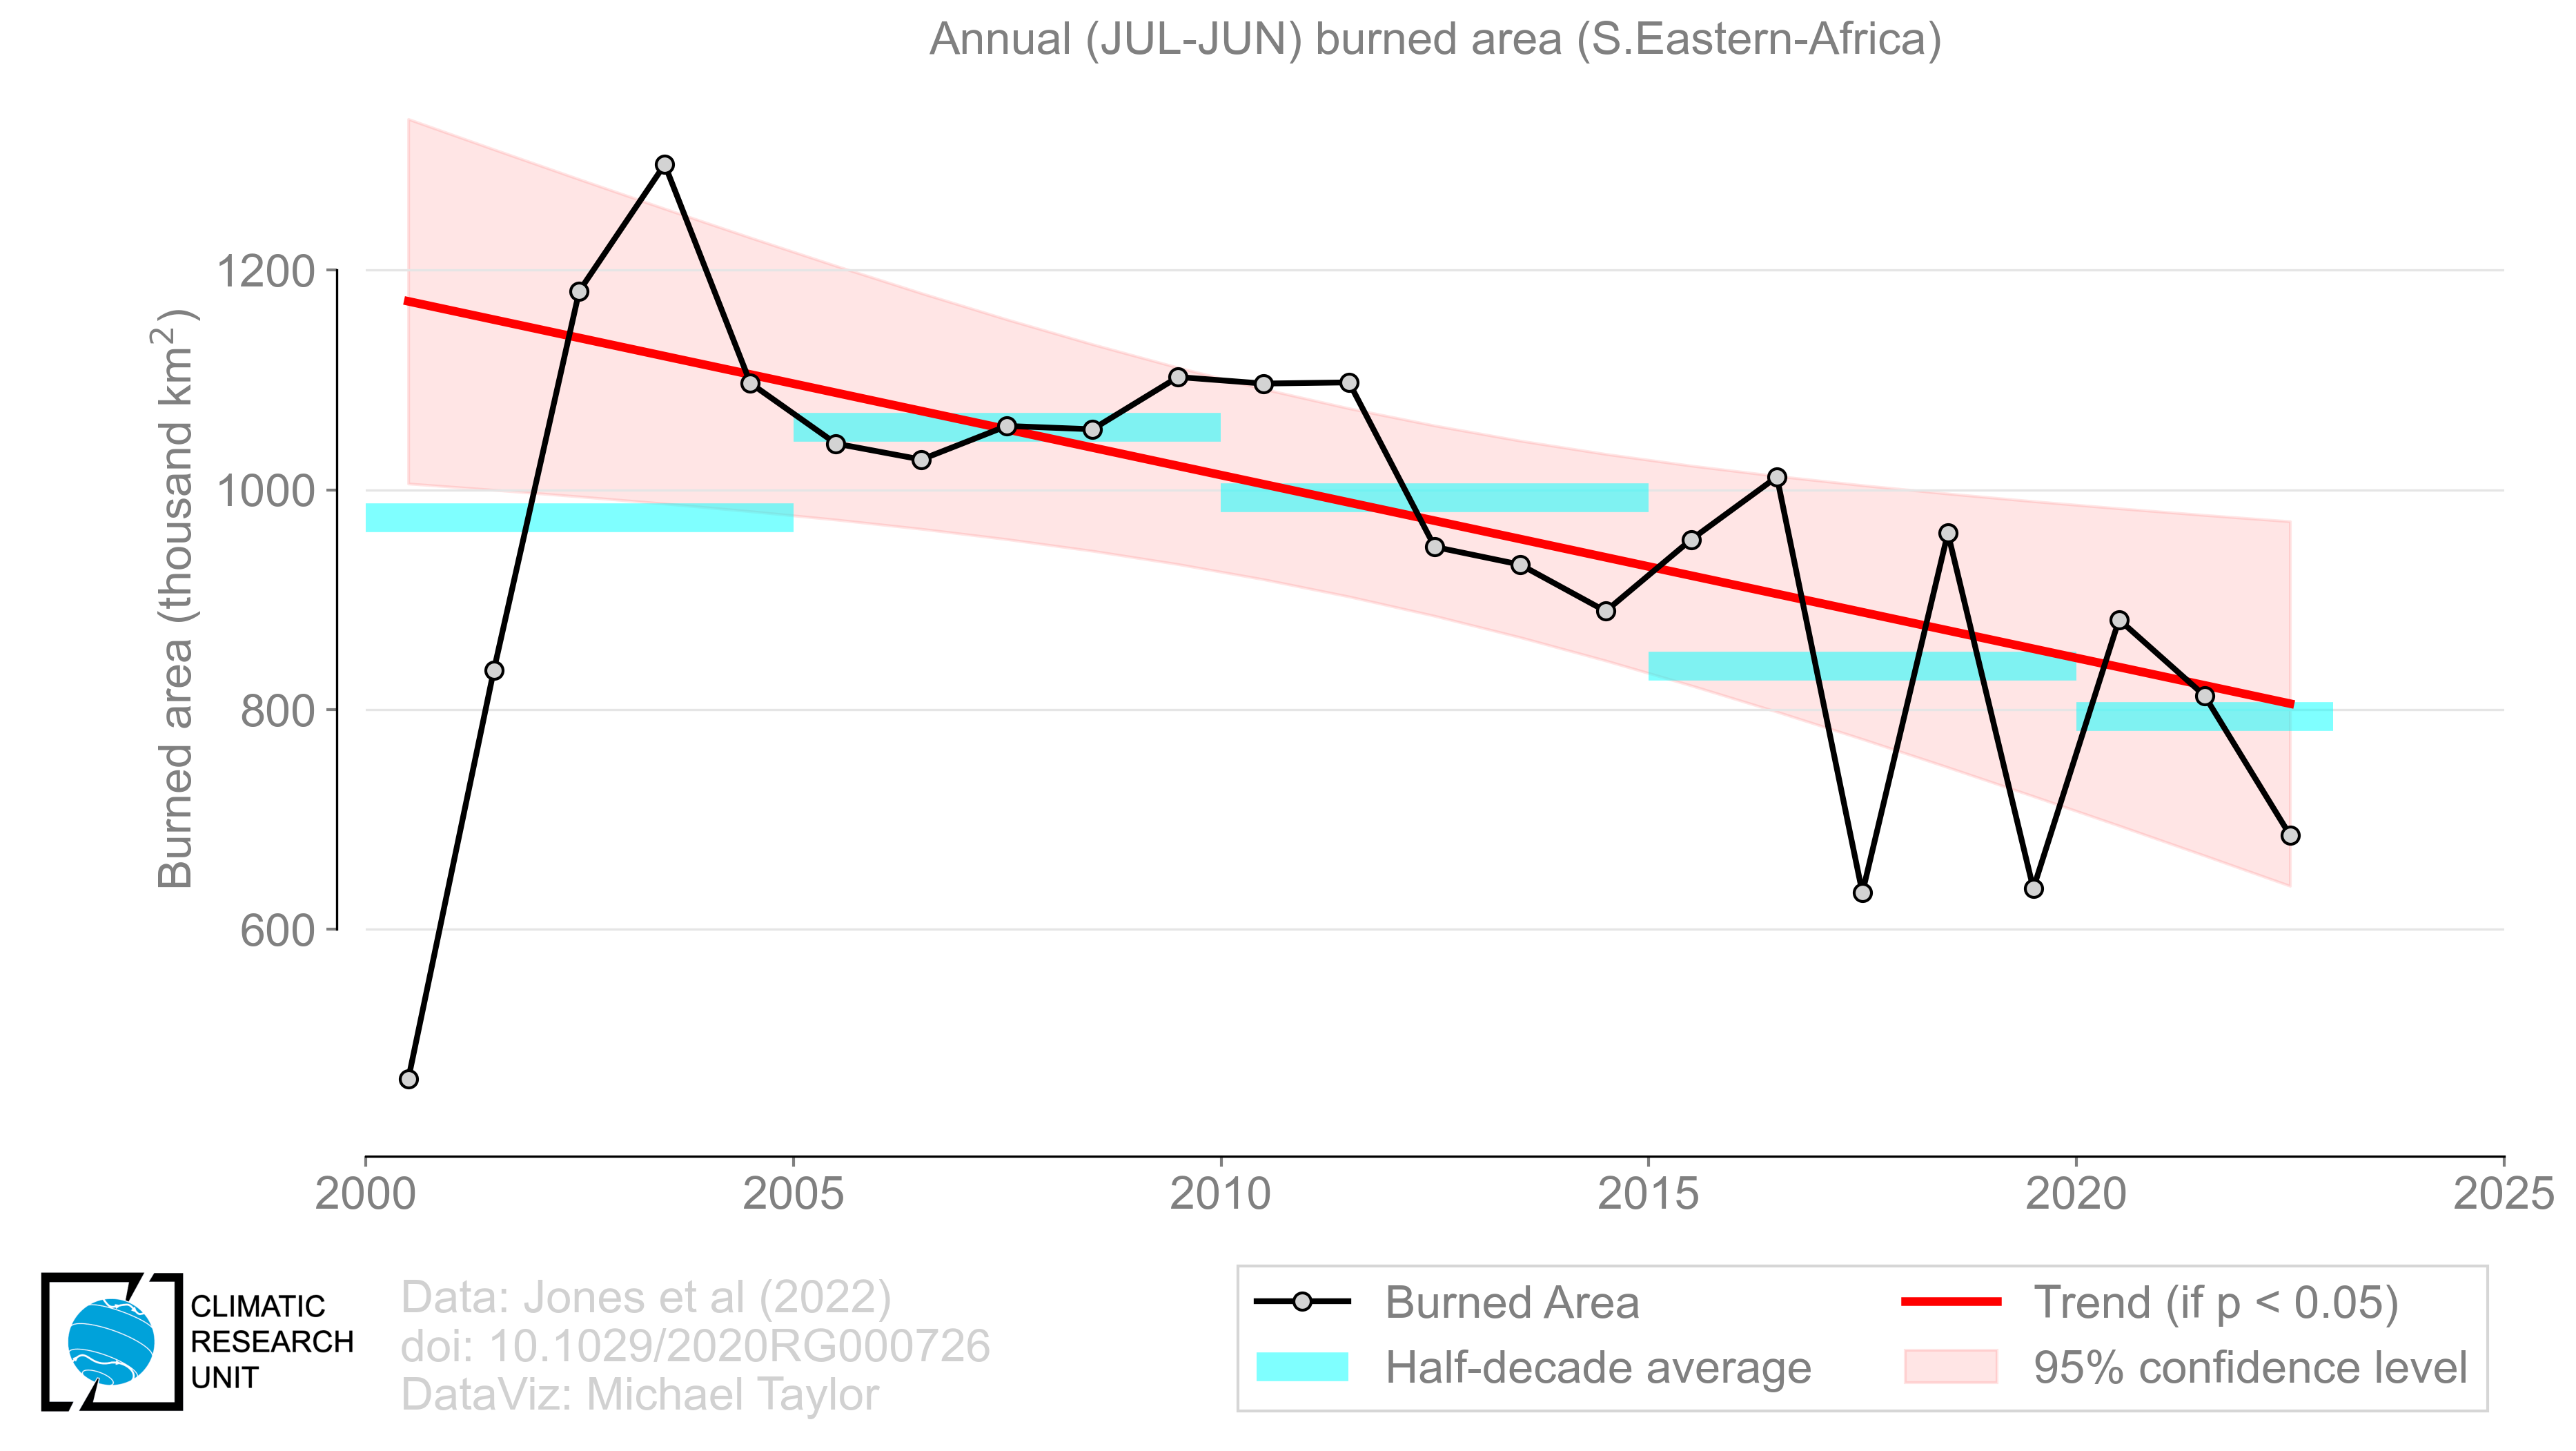 Annual (JUL-JUN) burned area (S.Eastern-Africa)
Burned area (thousand km²)
1200
1000
800
600
2000 2005 2010 2015 2020 2025
CLIMATIC
RESEARCH
UNIT
Data: Jones et al (2022)
doi: 10.1029/2020RG000726
DataViz: Michael Taylor
Burned Area
Half-decade average
Trend (if p < 0.05)
95% confidence level